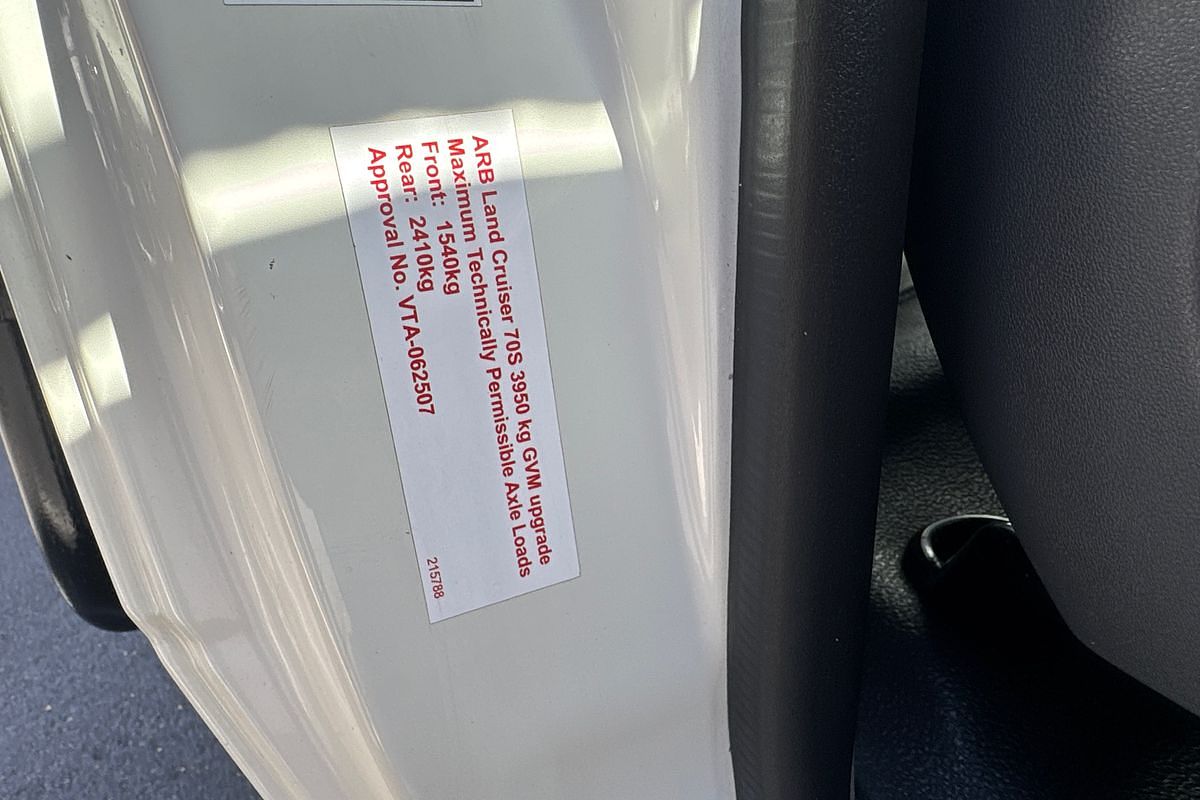 ARB Land Cruiser 70S 3950 kg GVM upgrade
Maximum Technically Permissible Axle Loads
Front: 1540kg
Rear: 2410kg
Approval No. VTA-062507
215788